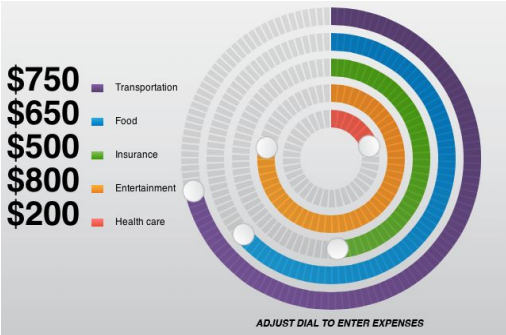 $750 Transportation
$650 Food
$500 Insurance
$800 Entertainment
$200 Health care
ADJUST DIAL TO ENTER EXPENSES